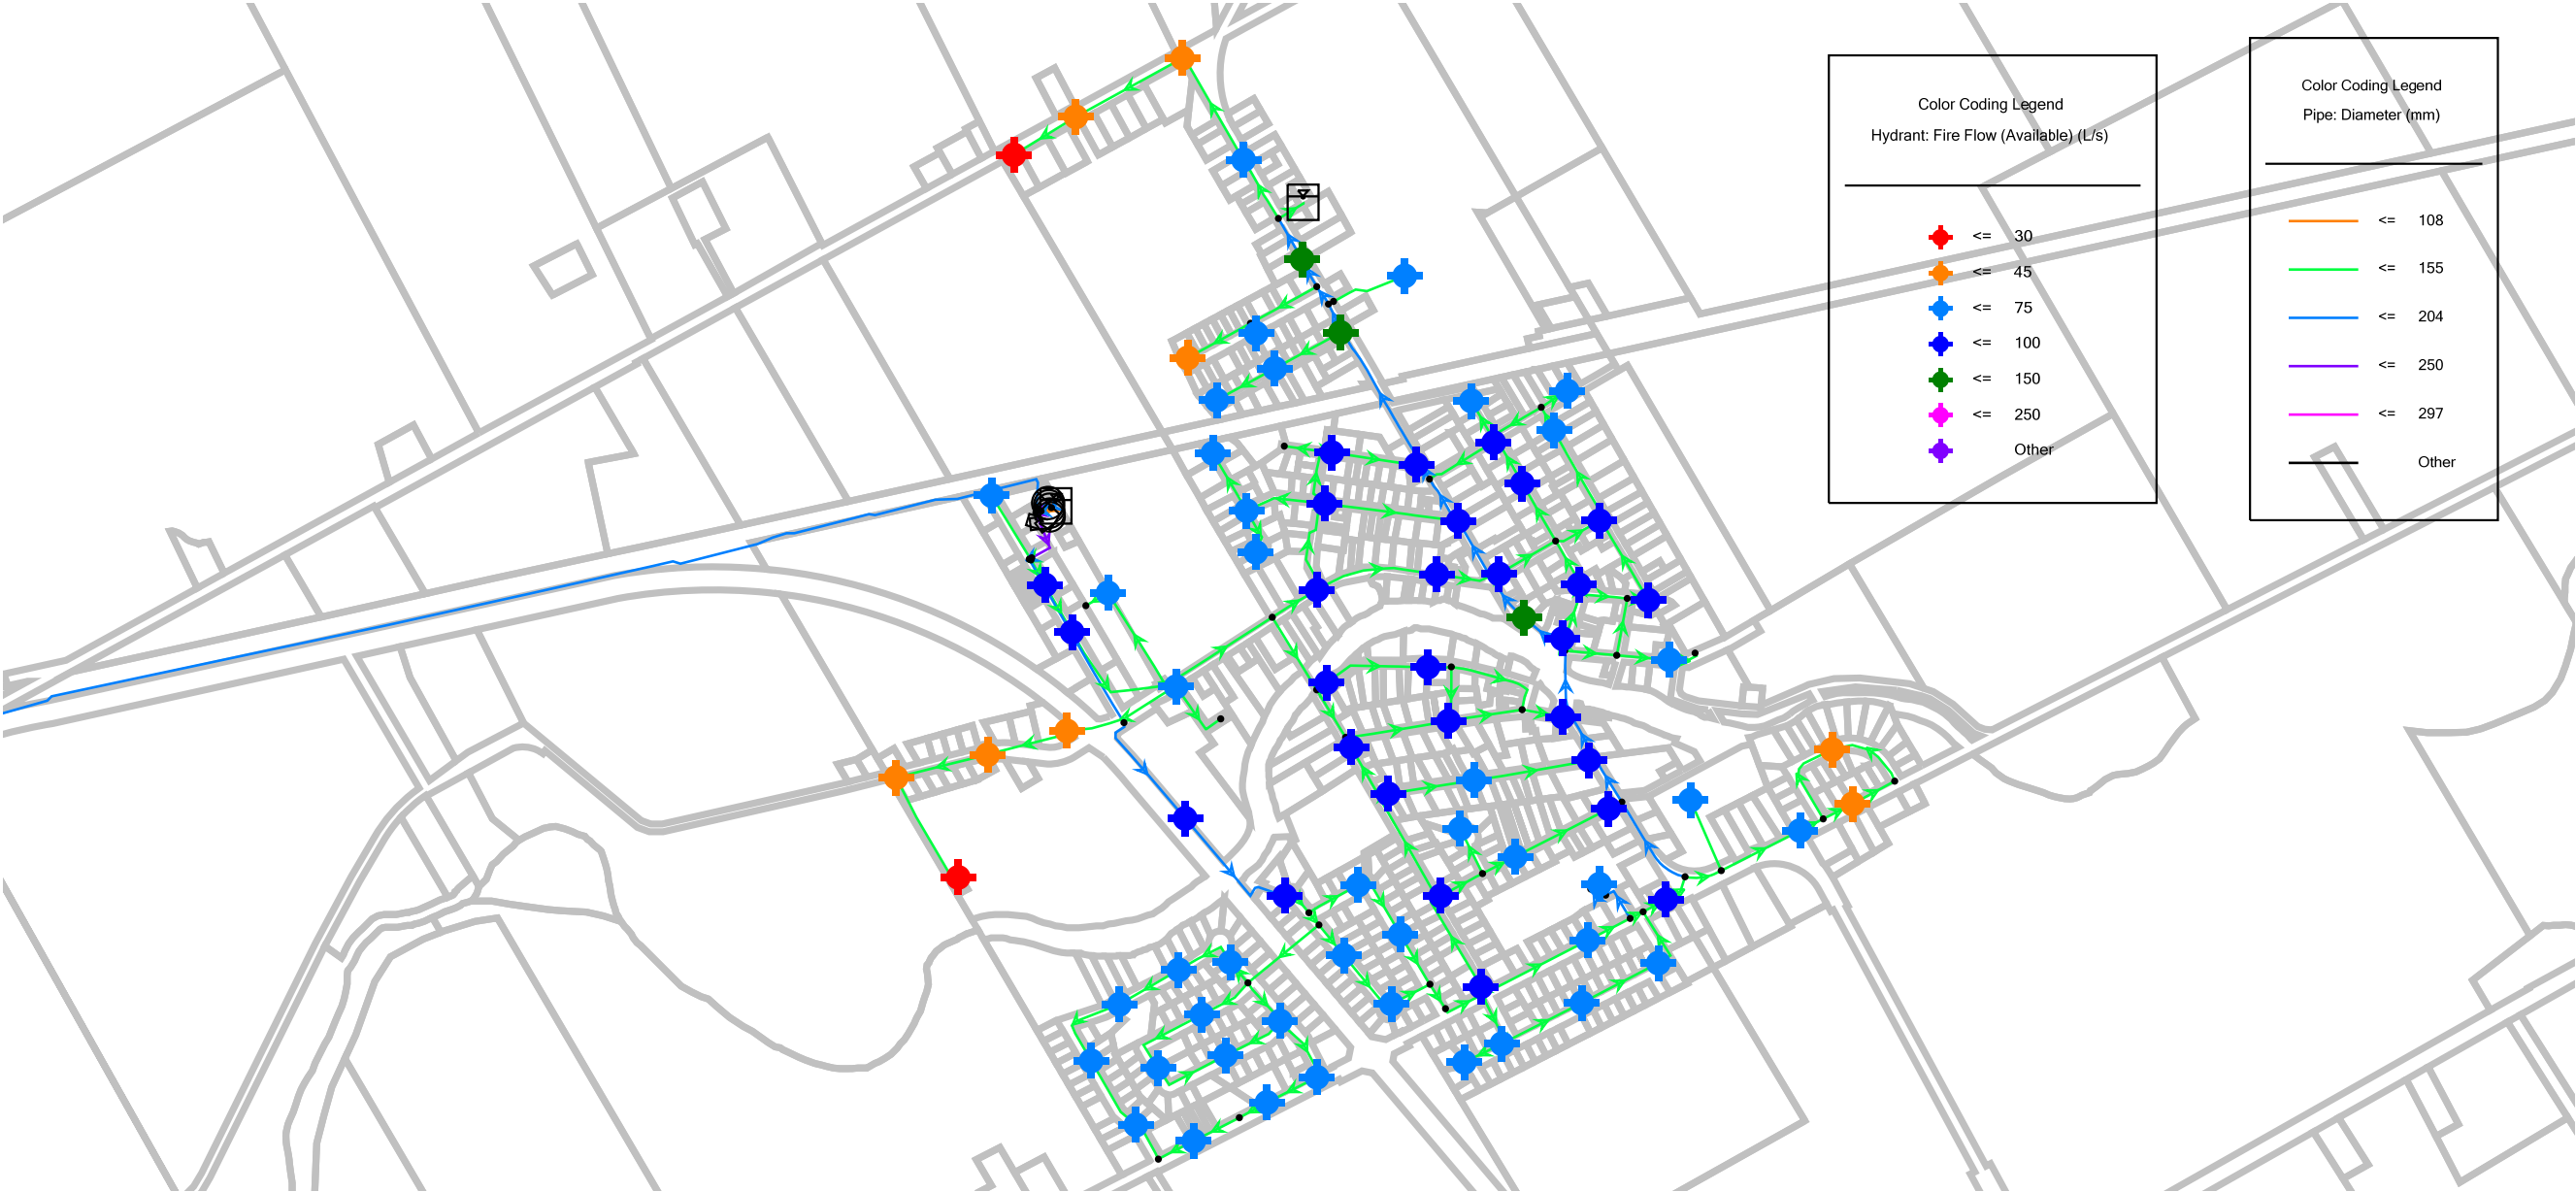 Color Coding Legend
Hydrant: Fire Flow (Available) (L/s)
<= 30
<= 45
<= 75
<= 100
<= 150
<= 250
Other
Color Coding Legend
Pipe: Diameter (mm)
<= 108
<= 155
<= 204
<= 250
<= 297
Other